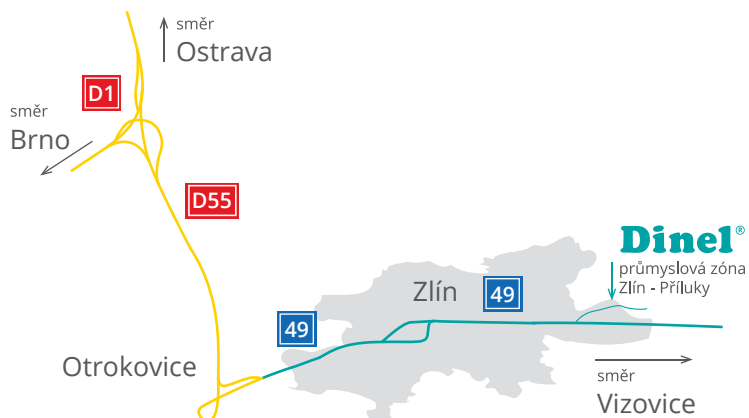 směr
Ostrava
D1
směr
Brno
D55
Dinel®
průmyslová zóna
Zlín - Příluky
Zlín
49
49
Otrokovice
směr
Vizovice